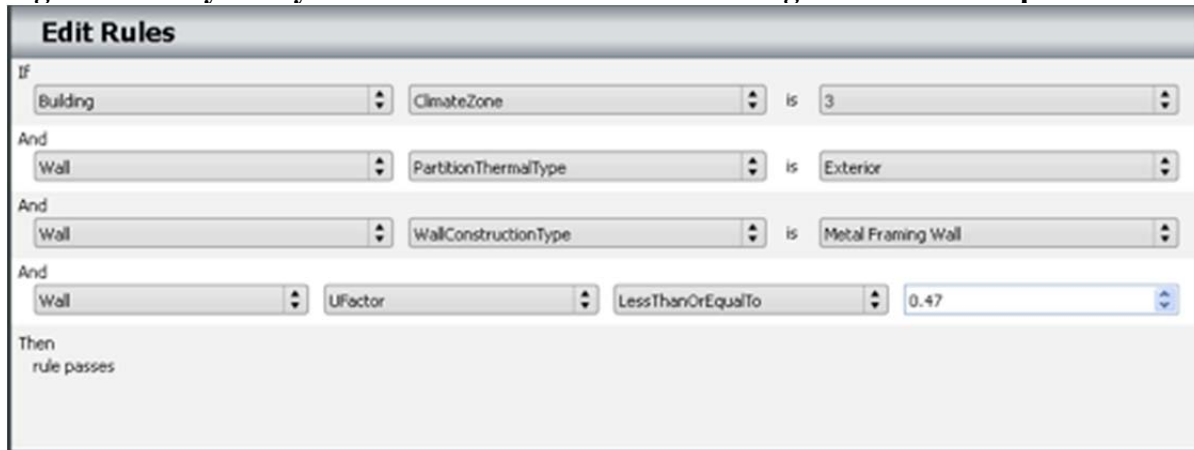 Edit Rules
If
Building ClimateZone is 3
And
Wall PartitionThermalType is Exterior
And
Wall WallConstructionType is Metal Framing Wall
And
Wall UFactor LessThanOrEqualTo 0.47
Then
rule passes